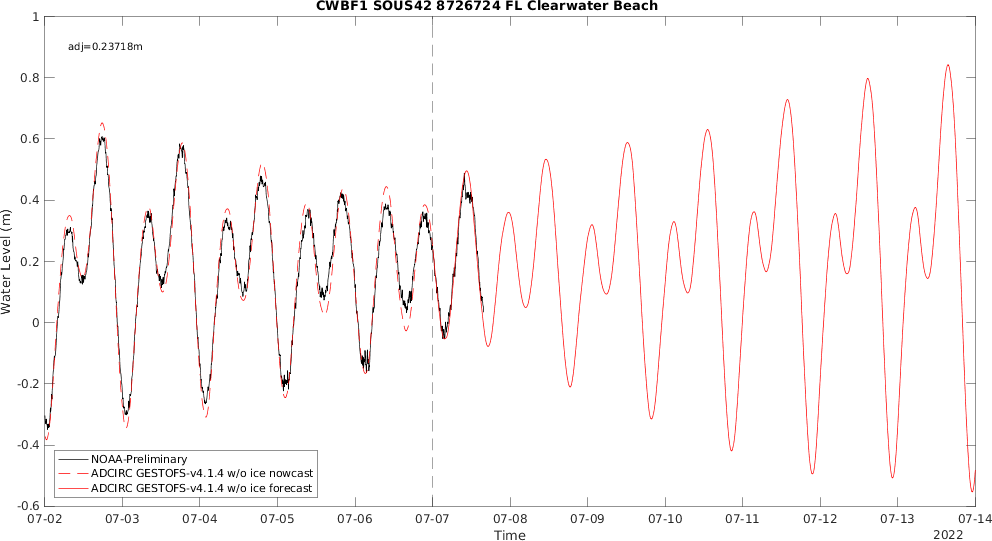 CWBF1 SOUS42 8726724 FL Clearwater Beach
adj=0.23718m
Water Level (m)
1
0.8
0.6
0.4
0.2
0
-0.2
-0.4
-0.6
NOAA-Preliminary
ADCIRC GESTOFS-v4.1.4 w/o ice nowcast
ADCIRC GESTOFS-v4.1.4 w/o ice forecast
07-02 07-03 07-04 07-05 07-06 07-07 07-08 07-09 07-10 07-11 07-12 07-13 07-14
Time
2022